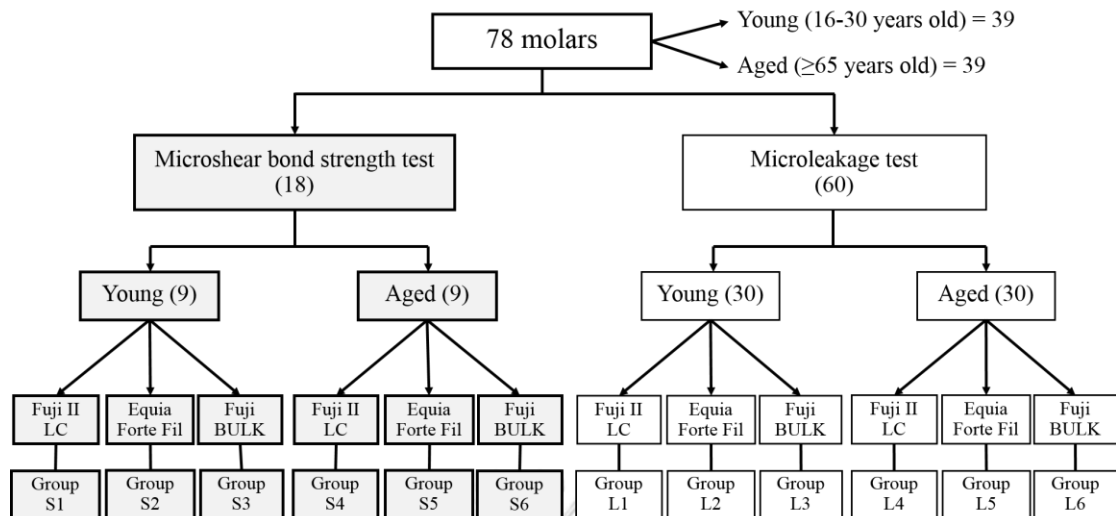 78 molars
Young (16-30 years old) = 39
Aged (≥65 years old) = 39
Microshear bond strength test
(18)
Microleakage test
(60)
Young (9)
Aged (9)
Young (30)
Aged (30)
Fuji II
LC
Equia
Forte Fil
Fuji
BULK
Fuji II
LC
Equia
Forte Fil
Fuji
BULK
Fuji II
LC
Equia
Forte Fil
Fuji
BULK
Fuji II
LC
Equia
Forte Fil
Fuji
BULK
Group
S1
Group
S2
Group
S3
Group
S4
Group
S5
Group
S6
Group
L1
Group
L2
Group
L3
Group
L4
Group
L5
Group
L6